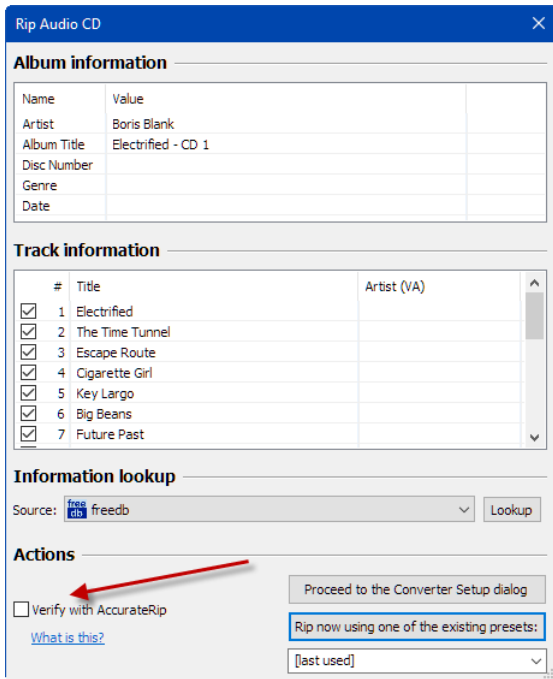 Rip Audio CD
Album information
Name Value
Artist Boris Blank
Album Title Electrified - CD 1
Disc Number
Genre
Date
Track information
# Title Artist (VA)
1 Electrified
2 The Time Tunnel
3 Escape Route
4 Cigarette Girl
5 Key Largo
6 Big Beans
7 Future Past
Information lookup
Source: free db freedb Lookup
Actions
Proceed to the Converter Setup dialog
Verify with AccurateRip
Rip now using one of the existing presets:
What is this?
[last used]